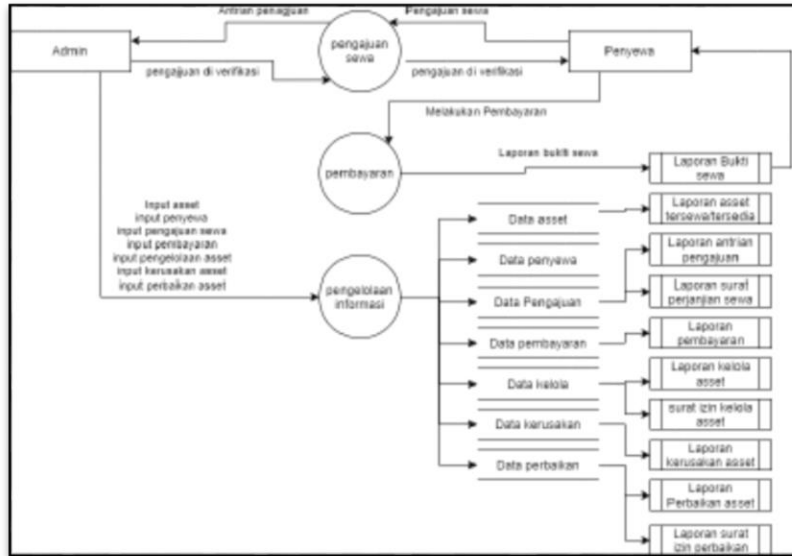 Antrian penagjuan
Pengajuan sewa
Admin
pengajuan
sewa
Penyewa
pengajjuan di verifikasi
pengajuan di verifikasi
Melakukan Pembayaran
pembayaran
Laporan bukti sewa
Laporan Bukti
sewa
Input asset
input penyewa
input pengajuan sewa
input pembayaran
input pengelolaan asset
input kerusakan asset
input perbaikan asset
pengelolaan
informasi
Data asset
Data penyewa
Data Pengajuan
Data pembayaran
Data kelola
Data kerusakan
Data perbaikan
Laporan asset
tersewa/tersedia
Laporan antrian
pengajuan
Laporan surat
perjanjian sewa
Laporan
pembayaran
Laporan kelola
asset
surat izin kelola
asset
Laporan
kerusakan asset
Laporan
Perbaikan asset
Laporan surat
izin perbaikan